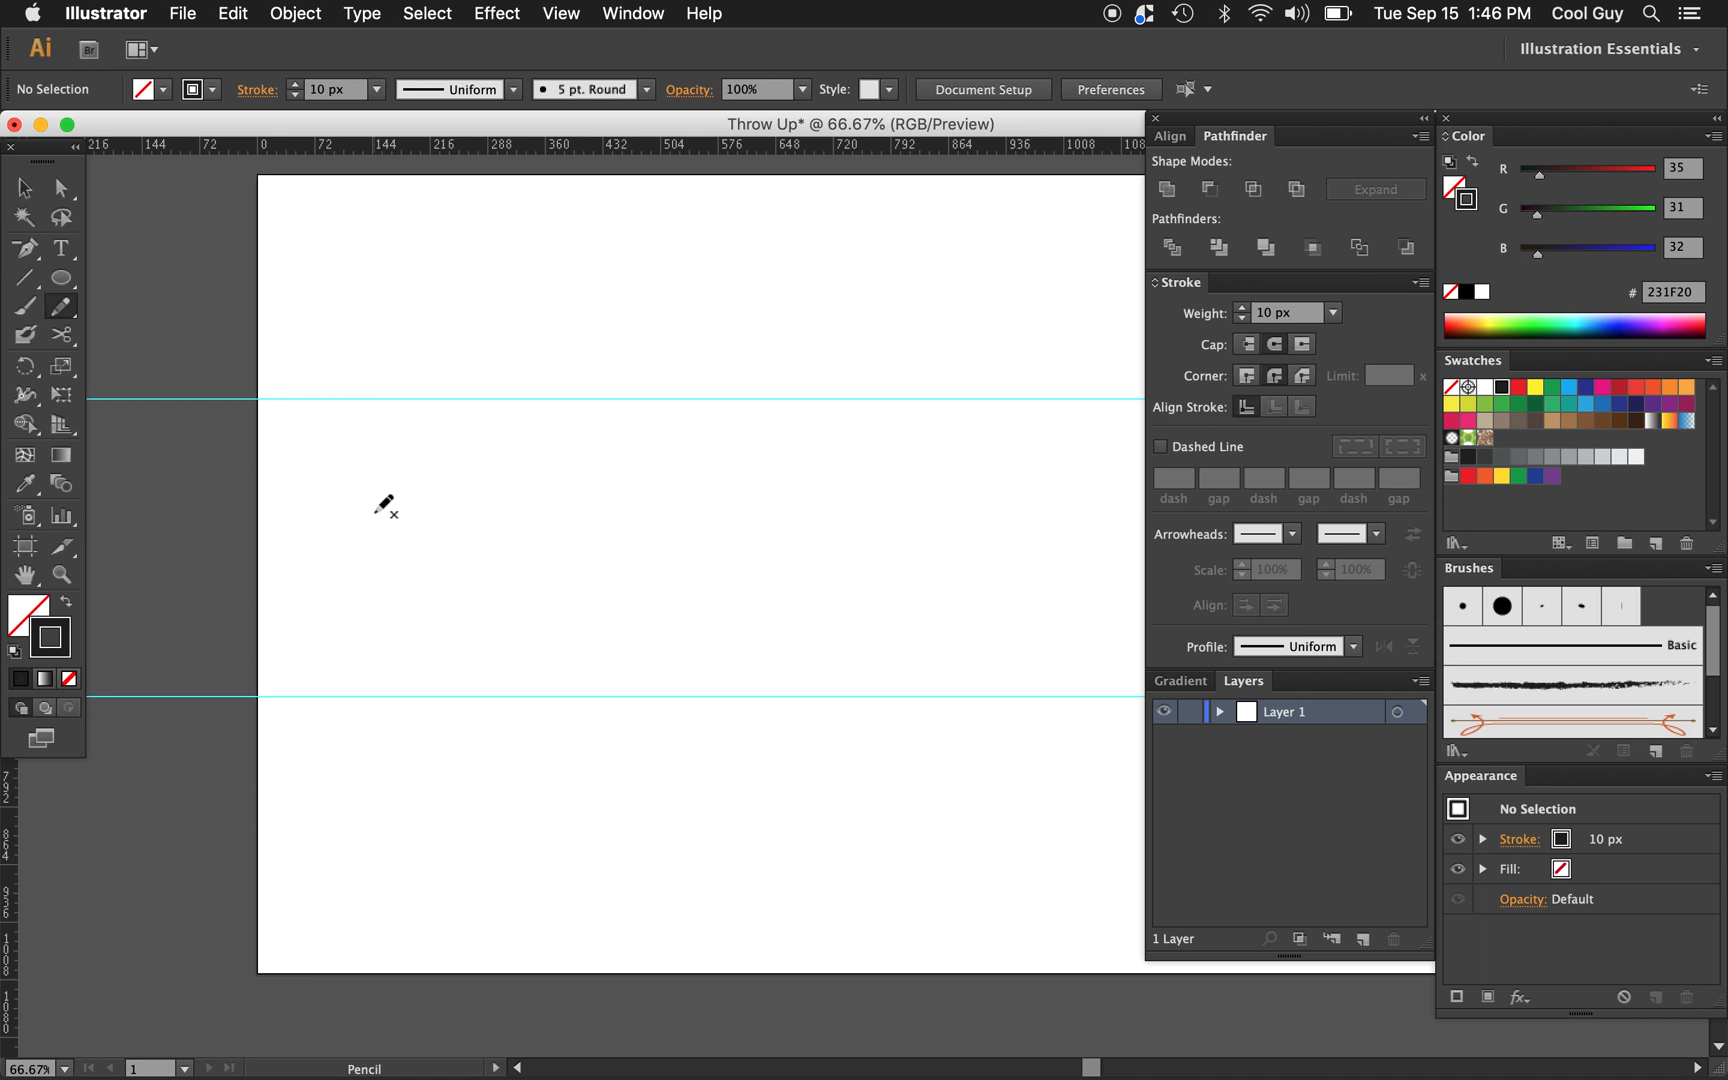 Illustrator File Edit Object Type Select Effect View Window Help Tue Sep 15 1:46 PM Cool Guy
Ai Br Illustration Essentials
No Selection Stroke: 10 px Uniform 5 pt. Round Opacity: 100% Style: Document Setup Preferences
Throw Up* @ 66.67% (RGB/Preview)
216 144 72 0 72 144 216 288 360 432 504 576 648 720 792 864 936 1008 108
Align Pathfinder
Shape Modes:
Expand
Pathfinders:
Stroke
Weight: 10 px
Cap:
Corner: Limit: x
Align Stroke:
Dashed Line
dash gap dash gap dash gap
Arrowheads:
Scale: 100% 100%
Align:
Profile: Uniform
Gradient Layers
Layer 1
1 Layer
Color
R 35
G 31
B 32
# 231F20
Swatches
Brushes
Basic
Appearance
No Selection
Stroke: 10 px
Fill:
Opacity: Default
fx
T
792
864
936
1008
1080
66.67% 1 Pencil